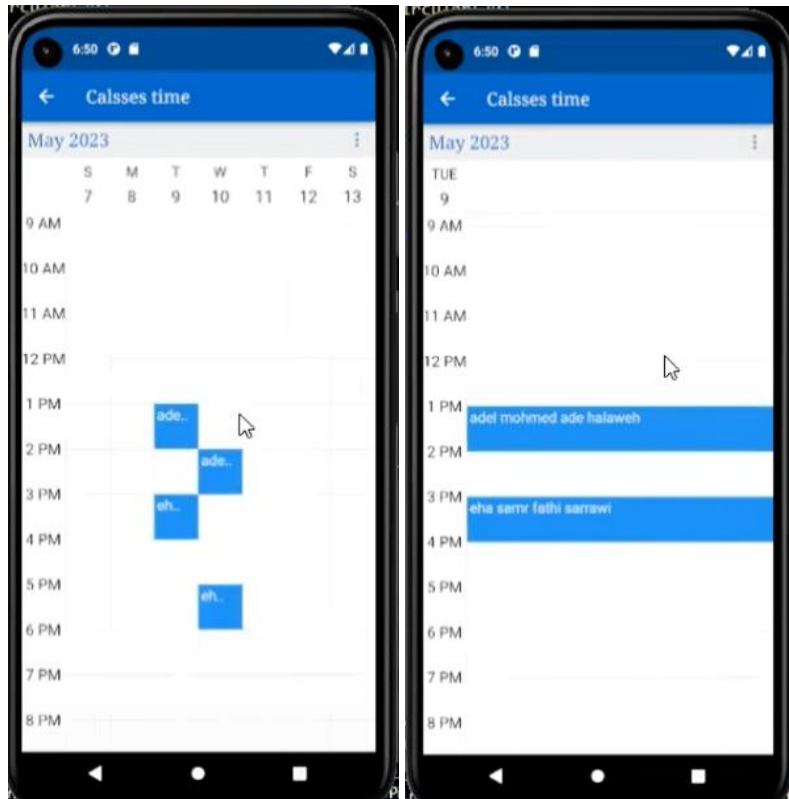 6:50
Calsses time
May 2023
S M T W T F S
7 8 9 10 11 12 13
9 AM
10 AM
11 AM
12 PM
1 PM
ade..
2 PM
ade..
3 PM
eh..
4 PM
5 PM
eh..
6 PM
7 PM
8 PM
6:50
Calsses time
May 2023
TUE
9
9 AM
10 AM
11 AM
12 PM
1 PM
adel mohmed ade halaweh
2 PM
3 PM
eha samr fathi sarrawi
4 PM
5 PM
6 PM
7 PM
8 PM